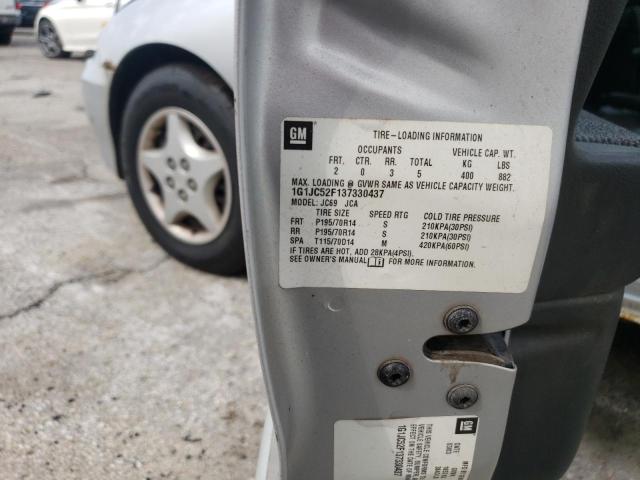 GM
TIRE-LOADING INFORMATION
OCCUPANTS VEHICLE CAP. WT.
FRT. CTR. RR. TOTAL KG LBS
2 0 3 5 400 882
MAX. LOADING @ GVWR SAME AS VEHICLE CAPACITY WEIGHT.
1G1JC52F137330437
MODEL: JC69 JCA
TIRE SIZE SPEED RTG COLD TIRE PRESSURE
FRT P195/70R14 S 210KPA(30PSI)
RR P195/70R14 S 210KPA(30PSI)
SPA T115/70D14 M 420KPA(60PSI)
IF TIRES ARE HOT, ADD 28KPA(4PSI).
SEE OWNER'S MANUAL FOR MORE INFORMATION.
GM
1G1JC52F137330437